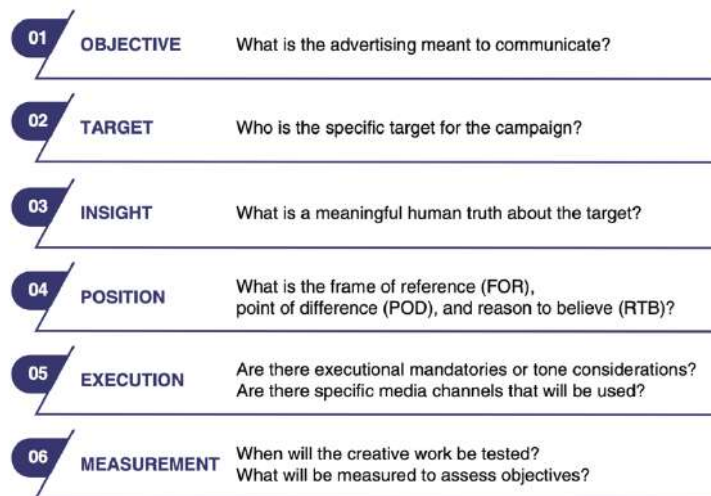 01 OBJECTIVE What is the advertising meant to communicate?
02 TARGET Who is the specific target for the campaign?
03 INSIGHT What is a meaningful human truth about the target?
04 POSITION What is the frame of reference (FOR),
point of difference (POD), and reason to believe (RTB)?
05 EXECUTION Are there executional mandatories or tone considerations?
Are there specific media channels that will be used?
06 MEASUREMENT When will the creative work be tested?
What will be measured to assess objectives?